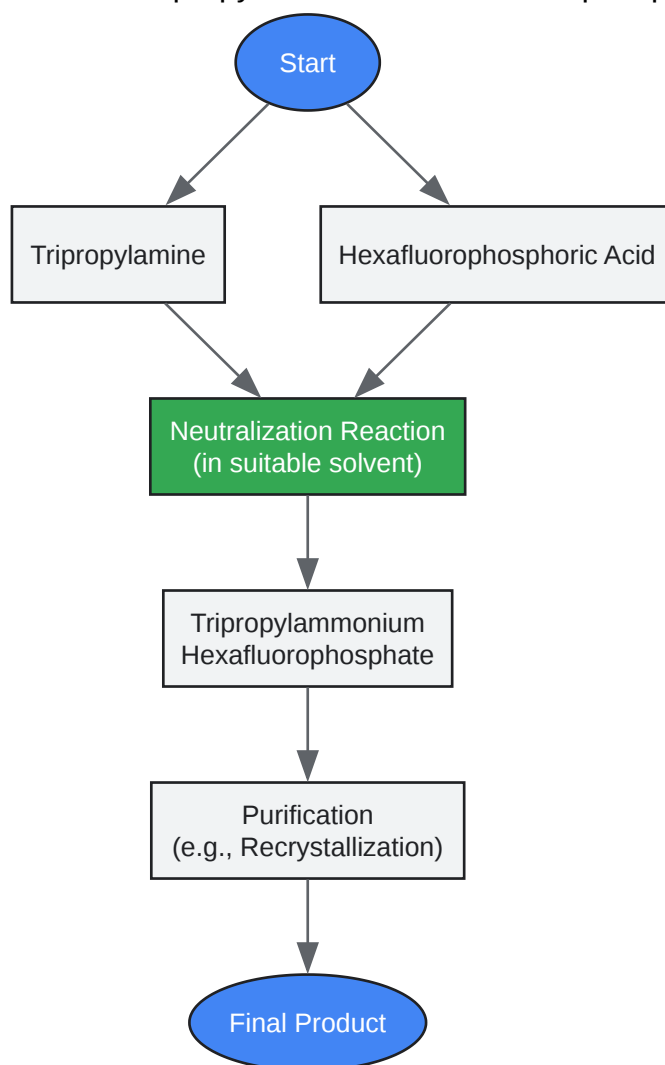 Start
Tripropylamine
Hexafluorophosphoric Acid
Neutralization Reaction
(in suitable solvent)
Tripropylammonium
Hexafluorophosphate
Purification
(e.g., Recrystallization)
Final Product